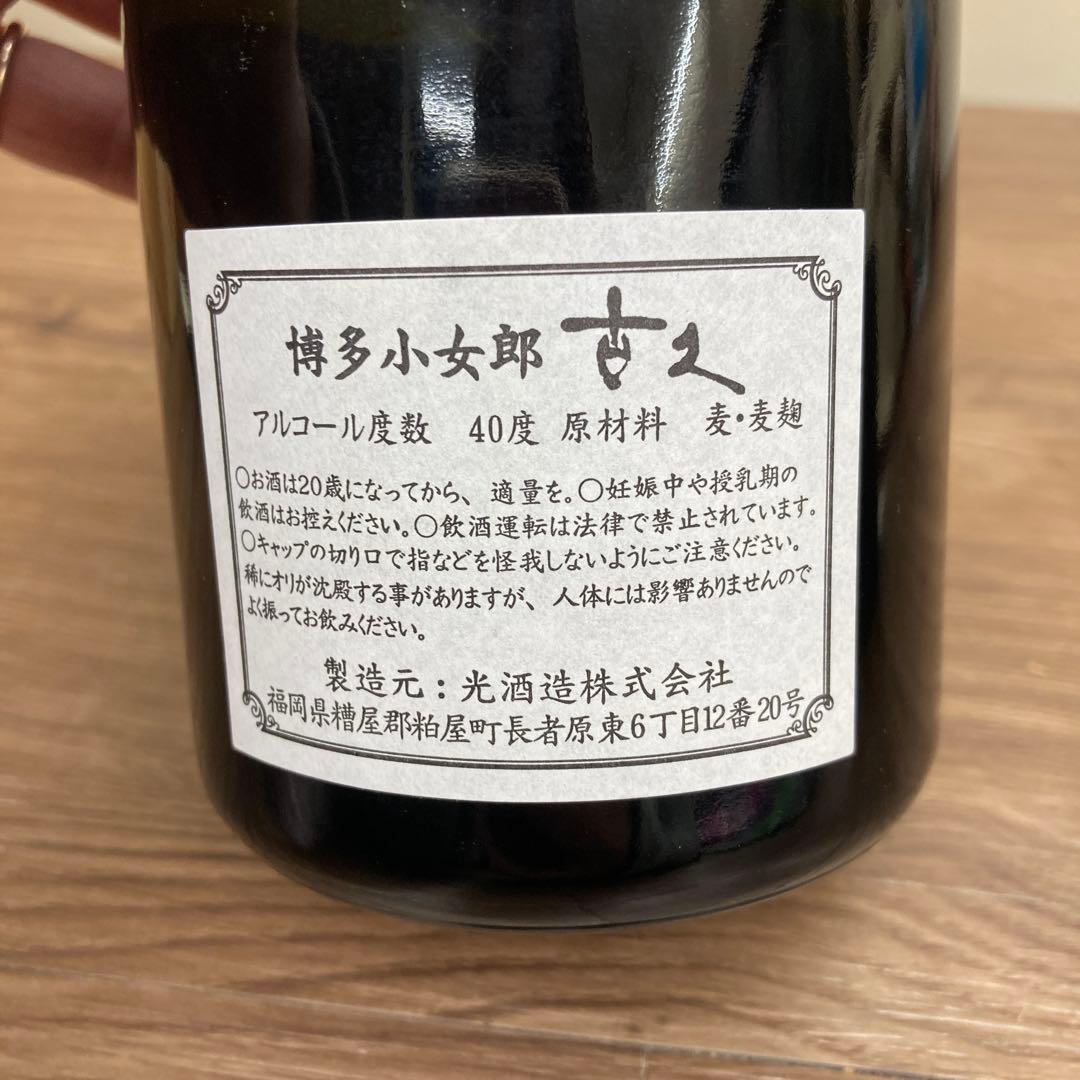 博多小女郎 古久
アルコール度数 40度 原材料 麦・麦麹
○お酒は20歳になってから、適量を。○妊娠中や授乳期の
飲酒はお控えください。○飲酒運転は法律で禁止されています。
○キャップの切り口で指などを怪我しないようにご注意ください。
稀にオリが沈殿する事がありますが、人体には影響ありませんので
よく振ってお飲みください。
製造元：光酒造株式会社
福岡県糟屋郡粕屋町長者原東6丁目12番20号